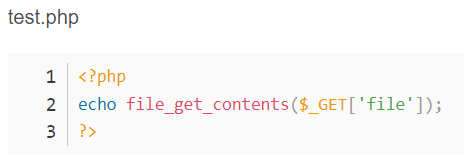 test.php
1 <?php
2 echo file_get_contents($_GET['file']);
3 ?>